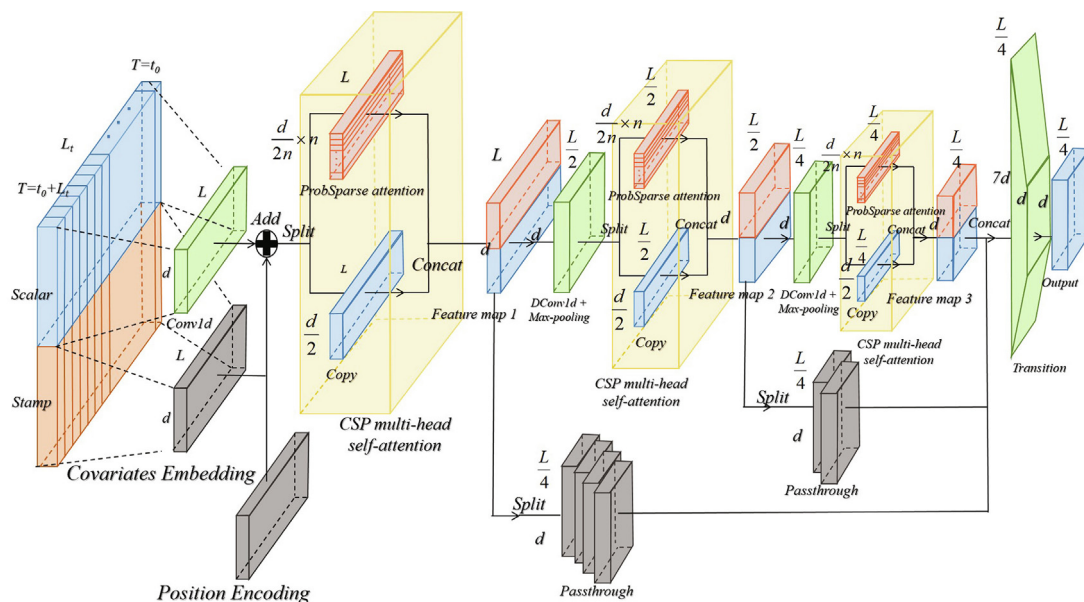 T=t₀
Lₜ
T=t₀+Lₜ
Scalar
Stamp
L
d
Conv1d
L
d
Covariates Embedding
Position Encoding
Add
Split
L
d/2n ×n
ProbSparse attention
L
d/2
Copy
Concat
CSP multi-head
self-attention
L
d
Feature map 1
L/2
d
DConv1d +
Max-pooling
Split
L/2
d/2n ×n
ProbSparse attention
L/2
d/2
Copy
Concat
d
CSP multi-head
self-attention
L/2
d
Feature map 2
L/4
d
DConv1d +
Max-pooling
Split
L/4
d/2n ×n
ProbSparse attention
L/4
d/2
Copy
Concat
d
CSP multi-head
self-attention
L/4
Feature map 3
Concat
L/4
7d
d
d
Transition
L/4
Output
Split
L/4
d
Passthrough
Split
L/4
d
Passthrough